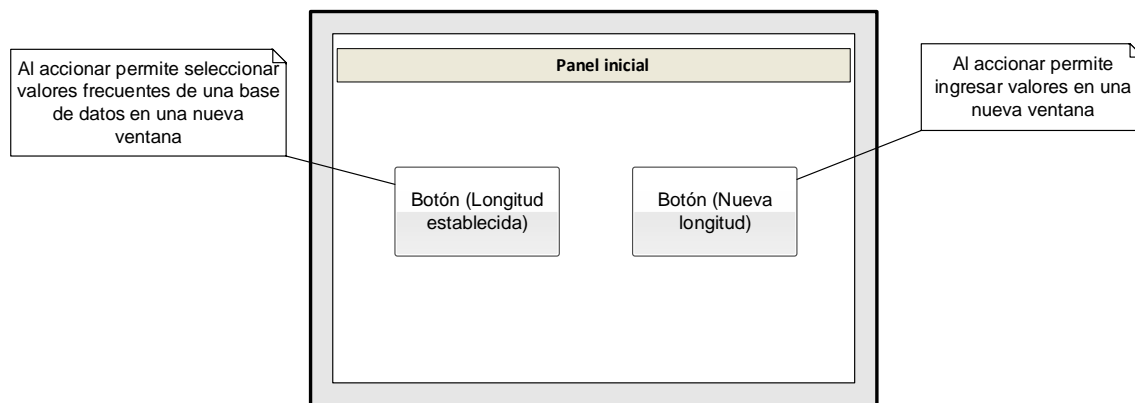 Panel inicial
Al accionar permite seleccionar
valores frecuentes de una base
de datos en una nueva
ventana
Al accionar permite
ingresar valores en una
nueva ventana
Botón (Longitud
establecida)
Botón (Nueva
longitud)